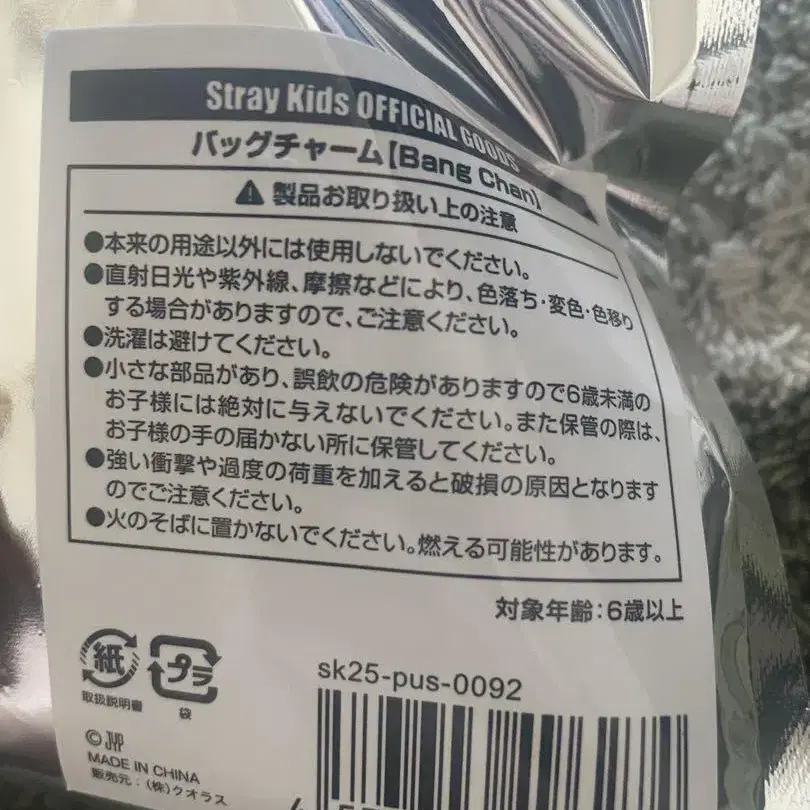 Stray Kids OFFICIAL GOODS
バッグチャーム【Bang Chan】
製品お取り扱い上の注意
●本来の用途以外には使用しないでください。
●直射日光や紫外線、摩擦などにより、色落ち・変色・色移り
する場合がありますので、ご注意ください。
●洗濯は避けてください。
●小さな部品があり、誤飲の危険がありますので6歳未満の
お子様には絶対に与えないでください。また保管の際は、
お子様の手の届かない所に保管してください。
●強い衝撃や過度の荷重を加えると破損の原因となります
のでご注意ください。
●火のそばに置かないでください。燃える可能性があります。
対象年齢：6歳以上
紙
プラ
取扱説明書
袋
sk25-pus-0092
©JYP
MADE IN CHINA
販売元：(株)クオラス